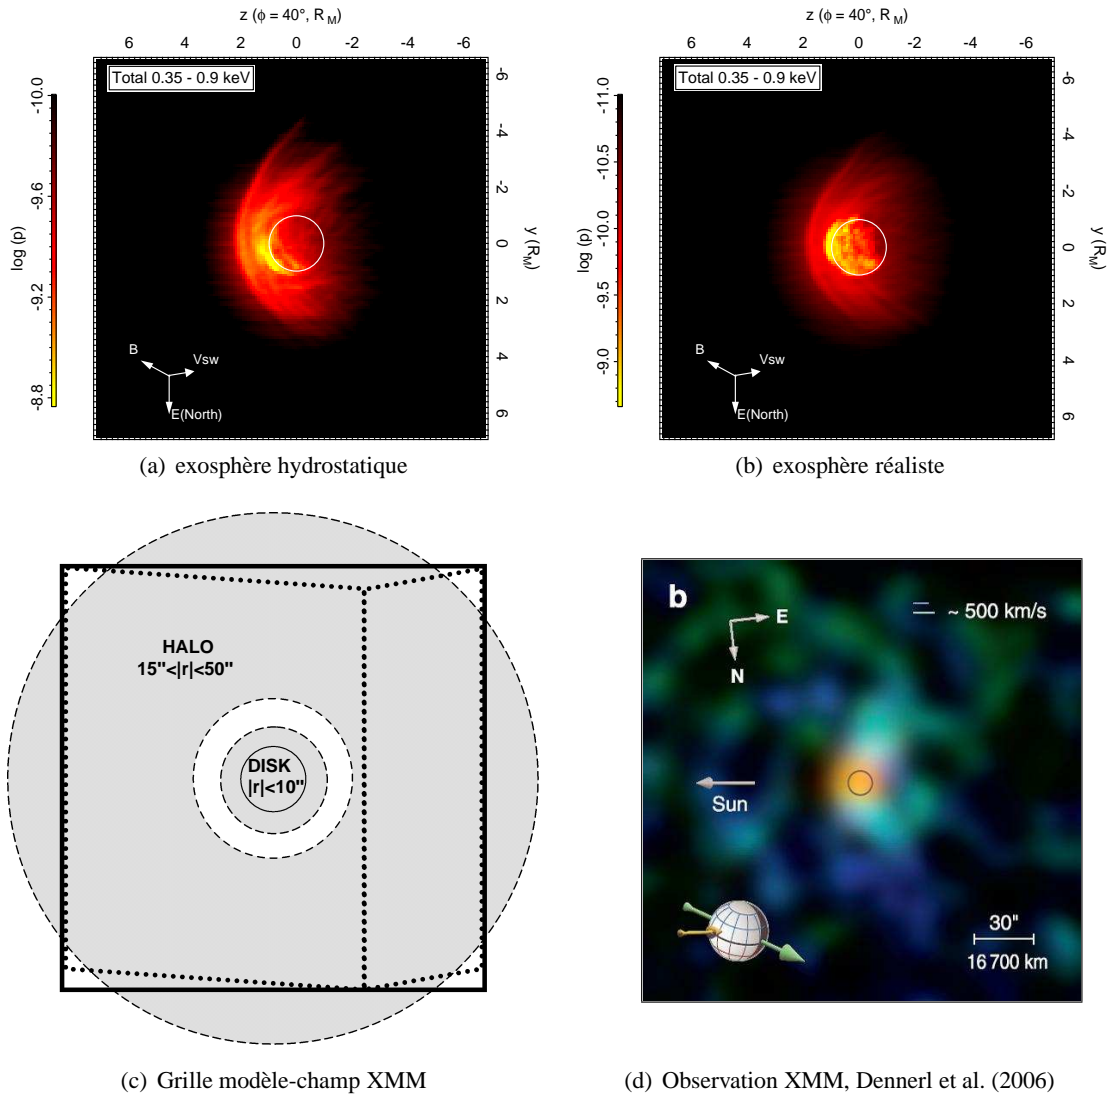 z (ϕ = 40°, R M)
6 4 2 0 -2 -4 -6
Total 0.35 - 0.9 keV
-10.0
-9.6
-9.2
-8.8
log (p)
-6
-4
-2
0
2
4
6
y (R M)
B
Vsw
E(North)
(a) exosphère hydrostatique
z (ϕ = 40°, R M)
6 4 2 0 -2 -4 -6
Total 0.35 - 0.9 keV
-11.0
-10.5
-10.0
-9.5
-9.0
log (p)
-6
-4
-2
0
2
4
6
y (R M)
B
Vsw
E(North)
(b) exosphère réaliste
HALO
15"<|r|<50"
DISK
|r|<10"
(c) Grille modèle-champ XMM
b
E
N
~ 500 km/s
Sun
30"
16 700 km
(d) Observation XMM, Dennerl et al. (2006)